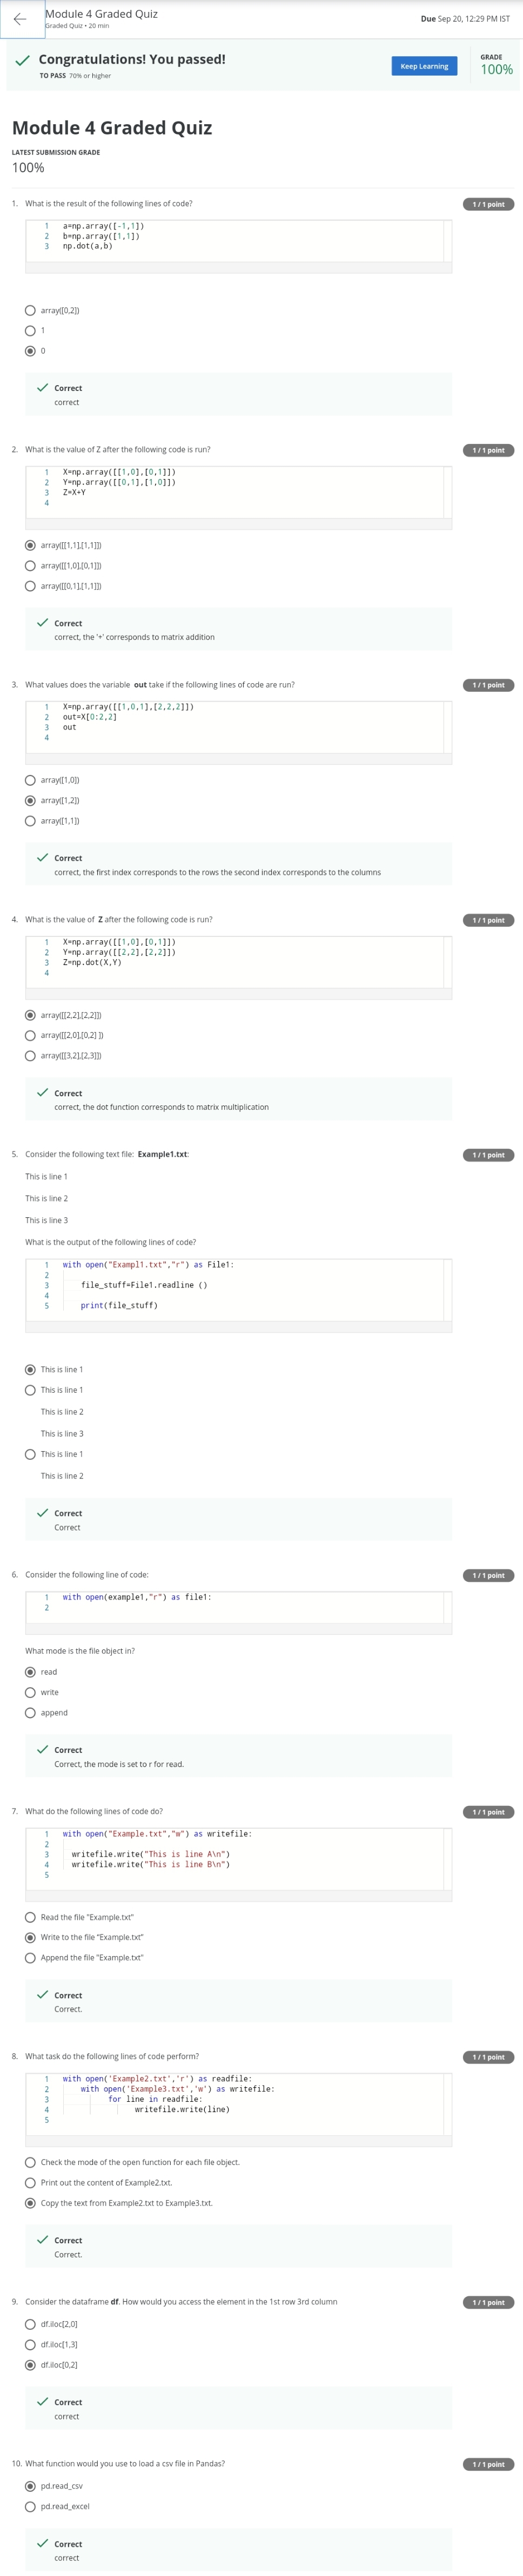 Module 4 Graded Quiz
Graded Quiz • 20 min
Due Sep 20, 12:29 PM IST
Congratulations! You passed!
TO PASS 70% or higher
Keep Learning
GRADE
100%
Module 4 Graded Quiz
LATEST SUBMISSION GRADE
100%
1. What is the result of the following lines of code?
1 / 1 point
1 a=np.array([-1,1])
2 b=np.array([1,1])
3 np.dot(a,b)
array([0,2])
1
0
Correct
correct
2. What is the value of Z after the following code is run?
1 / 1 point
1 X=np.array([[1,0],[0,1]])
2 Y=np.array([[0,1],[1,0]])
3 Z=X+Y
4
array([[1,1],[1,1]])
array([[1,0],[0,1]])
array([[0,1],[1,1]])
Correct
correct, the '+' corresponds to matrix addition
3. What values does the variable out take if the following lines of code are run?
1 / 1 point
1 X=np.array([[1,0,1],[2,2,2]])
2 out=X[0:2,2]
3 out
4
array([1,0])
array([1,2])
array([1,1])
Correct
correct, the first index corresponds to the rows the second index corresponds to the columns
4. What is the value of Z after the following code is run?
1 / 1 point
1 X=np.array([[1,0],[0,1]])
2 Y=np.array([[2,2],[2,2]])
3 Z=np.dot(X,Y)
4
array([[2,2],[2,2]])
array([[2,0],[0,2] ])
array([[3,2],[2,3]])
Correct
correct, the dot function corresponds to matrix multiplication
5. Consider the following text file: Example1.txt:
1 / 1 point
This is line 1
This is line 2
This is line 3
What is the output of the following lines of code?
1 with open("Exampl1.txt","r") as File1:
2
3 file_stuff=File1.readline ()
4
5 print(file_stuff)
This is line 1
This is line 1
This is line 2
This is line 3
This is line 1
This is line 2
Correct
Correct
6. Consider the following line of code:
1 / 1 point
1 with open(example1,"r") as file1:
2
What mode is the file object in?
read
write
append
Correct
Correct, the mode is set to r for read.
7. What do the following lines of code do?
1 / 1 point
1 with open("Example.txt","w") as writefile:
2
3 writefile.write("This is line A\n")
4 writefile.write("This is line B\n")
5
Read the file "Example.txt"
Write to the file "Example.txt"
Append the file "Example.txt"
Correct
Correct.
8. What task do the following lines of code perform?
1 / 1 point
1 with open('Example2.txt','r') as readfile:
2 with open('Example3.txt','w') as writefile:
3 for line in readfile:
4 writefile.write(line)
5
Check the mode of the open function for each file object.
Print out the content of Example2.txt.
Copy the text from Example2.txt to Example3.txt.
Correct
Correct.
9. Consider the dataframe df. How would you access the element in the 1st row 3rd column
1 / 1 point
df.iloc[2,0]
df.iloc[1,3]
df.iloc[0,2]
Correct
correct
10. What function would you use to load a csv file in Pandas?
1 / 1 point
pd.read_csv
pd.read_excel
Correct
correct